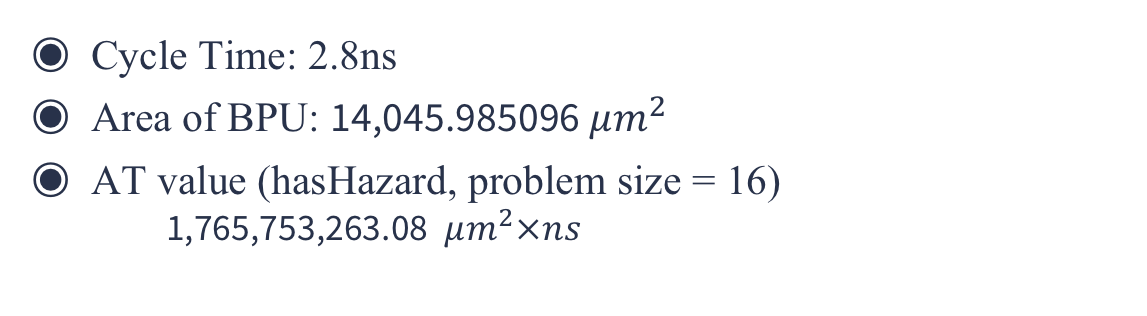 ◉ Cycle Time: 2.8ns
◉ Area of BPU: 14,045.985096 μm²
◉ AT value (hasHazard, problem size = 16)
1,765,753,263.08 μm²×ns